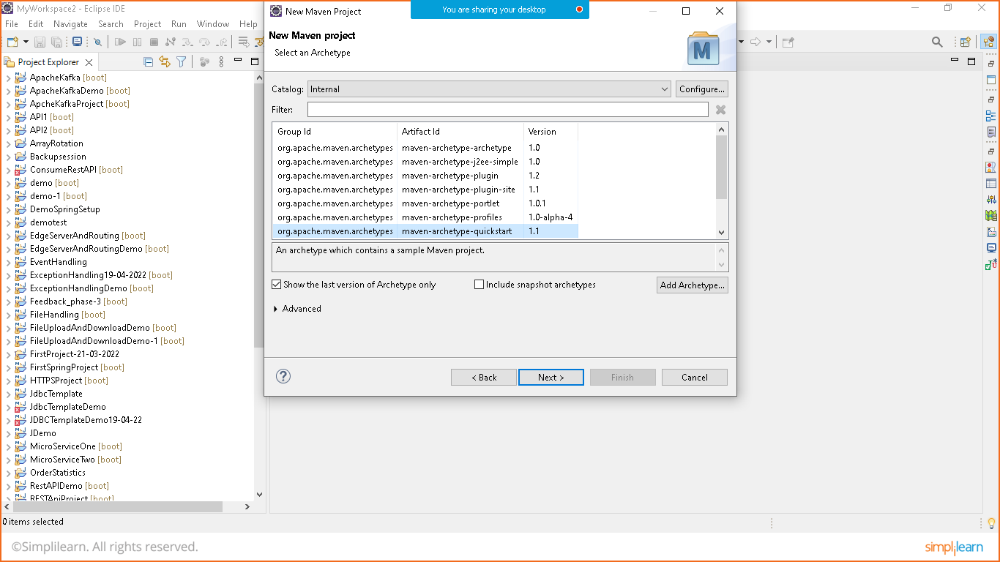 MyWorkspace2 - Eclipse IDE
File Edit Navigate Search Project Run Window Help
Project Explorer
ApacheKafka [boot]
ApacheKafkaDemo [boot]
ApcheKafkaProject [boot]
API1 [boot]
API2 [boot]
ArrayRotation
Backupsession
ConsumeRestAPI [boot]
demo [boot]
demo-1 [boot]
DemoSpringSetup
demotest
EdgeServerAndRouting [boot]
EdgeServerAndRoutingDemo [boot]
EventHandling
ExceptionHandling19-04-2022 [boot]
ExceptionHandlingDemo [boot]
Feedback_phase-3 [boot]
FileHandling [boot]
FileUploadAndDownloadDemo [boot]
FileUploadAndDownloadDemo-1 [boot]
FirstProject-21-03-2022
FirstSpringProject [boot]
HTTPSProject [boot]
JdbcTemplate
JdbcTemplateDemo
JDBCTemplateDemo19-04-22
JDemo
MicroServiceOne [boot]
MicroServiceTwo [boot]
OrderStatistics
RestAPIDemo [boot]
RESTApiProject [boot]
0 items selected
You are sharing your desktop
New Maven Project
New Maven project
Select an Archetype
M
Catalog: Internal Configure...
Filter:
Group Id Artifact Id Version
org.apache.maven.archetypes maven-archetype-archetype 1.0
org.apache.maven.archetypes maven-archetype-j2ee-simple 1.0
org.apache.maven.archetypes maven-archetype-plugin 1.2
org.apache.maven.archetypes maven-archetype-plugin-site 1.1
org.apache.maven.archetypes maven-archetype-portlet 1.0.1
org.apache.maven.archetypes maven-archetype-profiles 1.0-alpha-4
org.apache.maven.archetypes maven-archetype-quickstart 1.1
An archetype which contains a sample Maven project.
Show the last version of Archetype only Include snapshot archetypes Add Archetype...
Advanced
? < Back Next > Finish Cancel
©Simplilearn. All rights reserved.
simplilearn